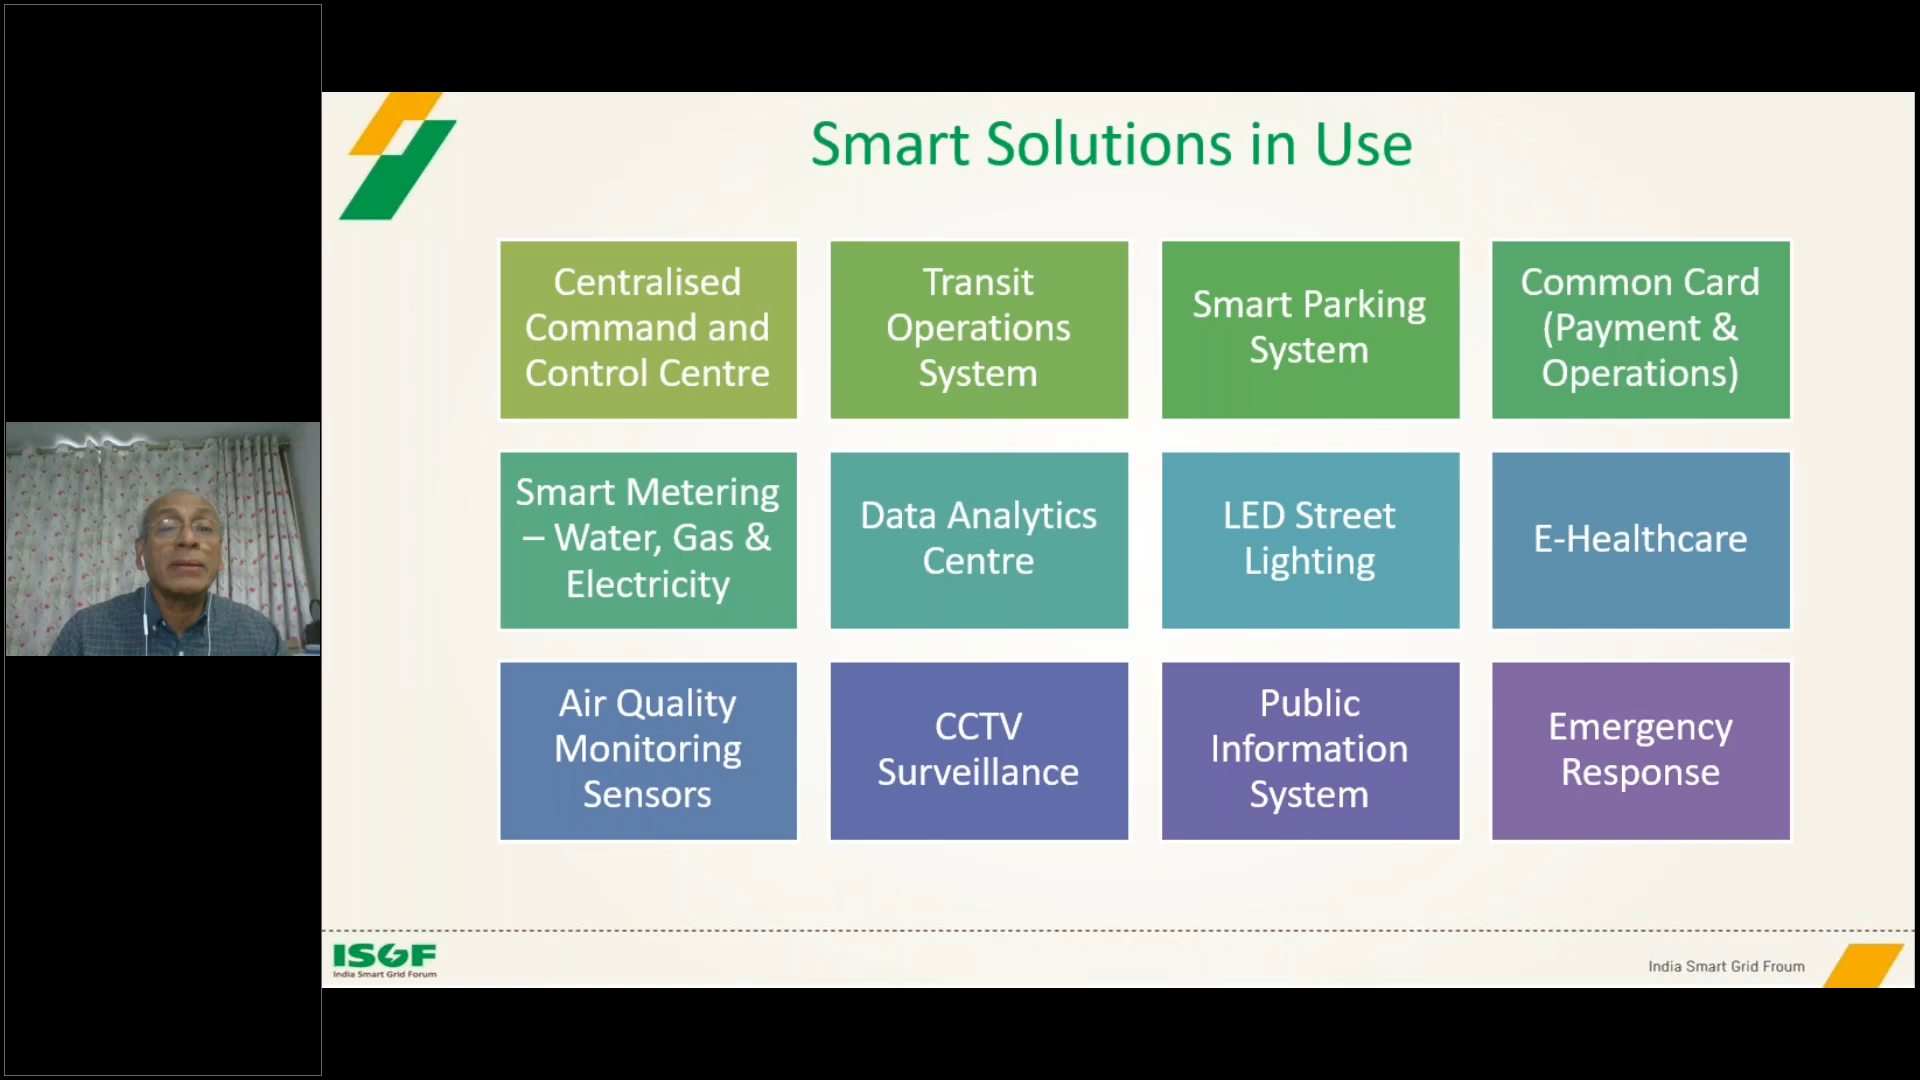 Smart Solutions in Use
Centralised
Command and
Control Centre
Transit
Operations
System
Smart Parking
System
Common Card
(Payment &
Operations)
Smart Metering
– Water, Gas &
Electricity
Data Analytics
Centre
LED Street
Lighting
E-Healthcare
Air Quality
Monitoring
Sensors
CCTV
Surveillance
Public
Information
System
Emergency
Response
ISGF
India Smart Grid Forum
India Smart Grid Froum